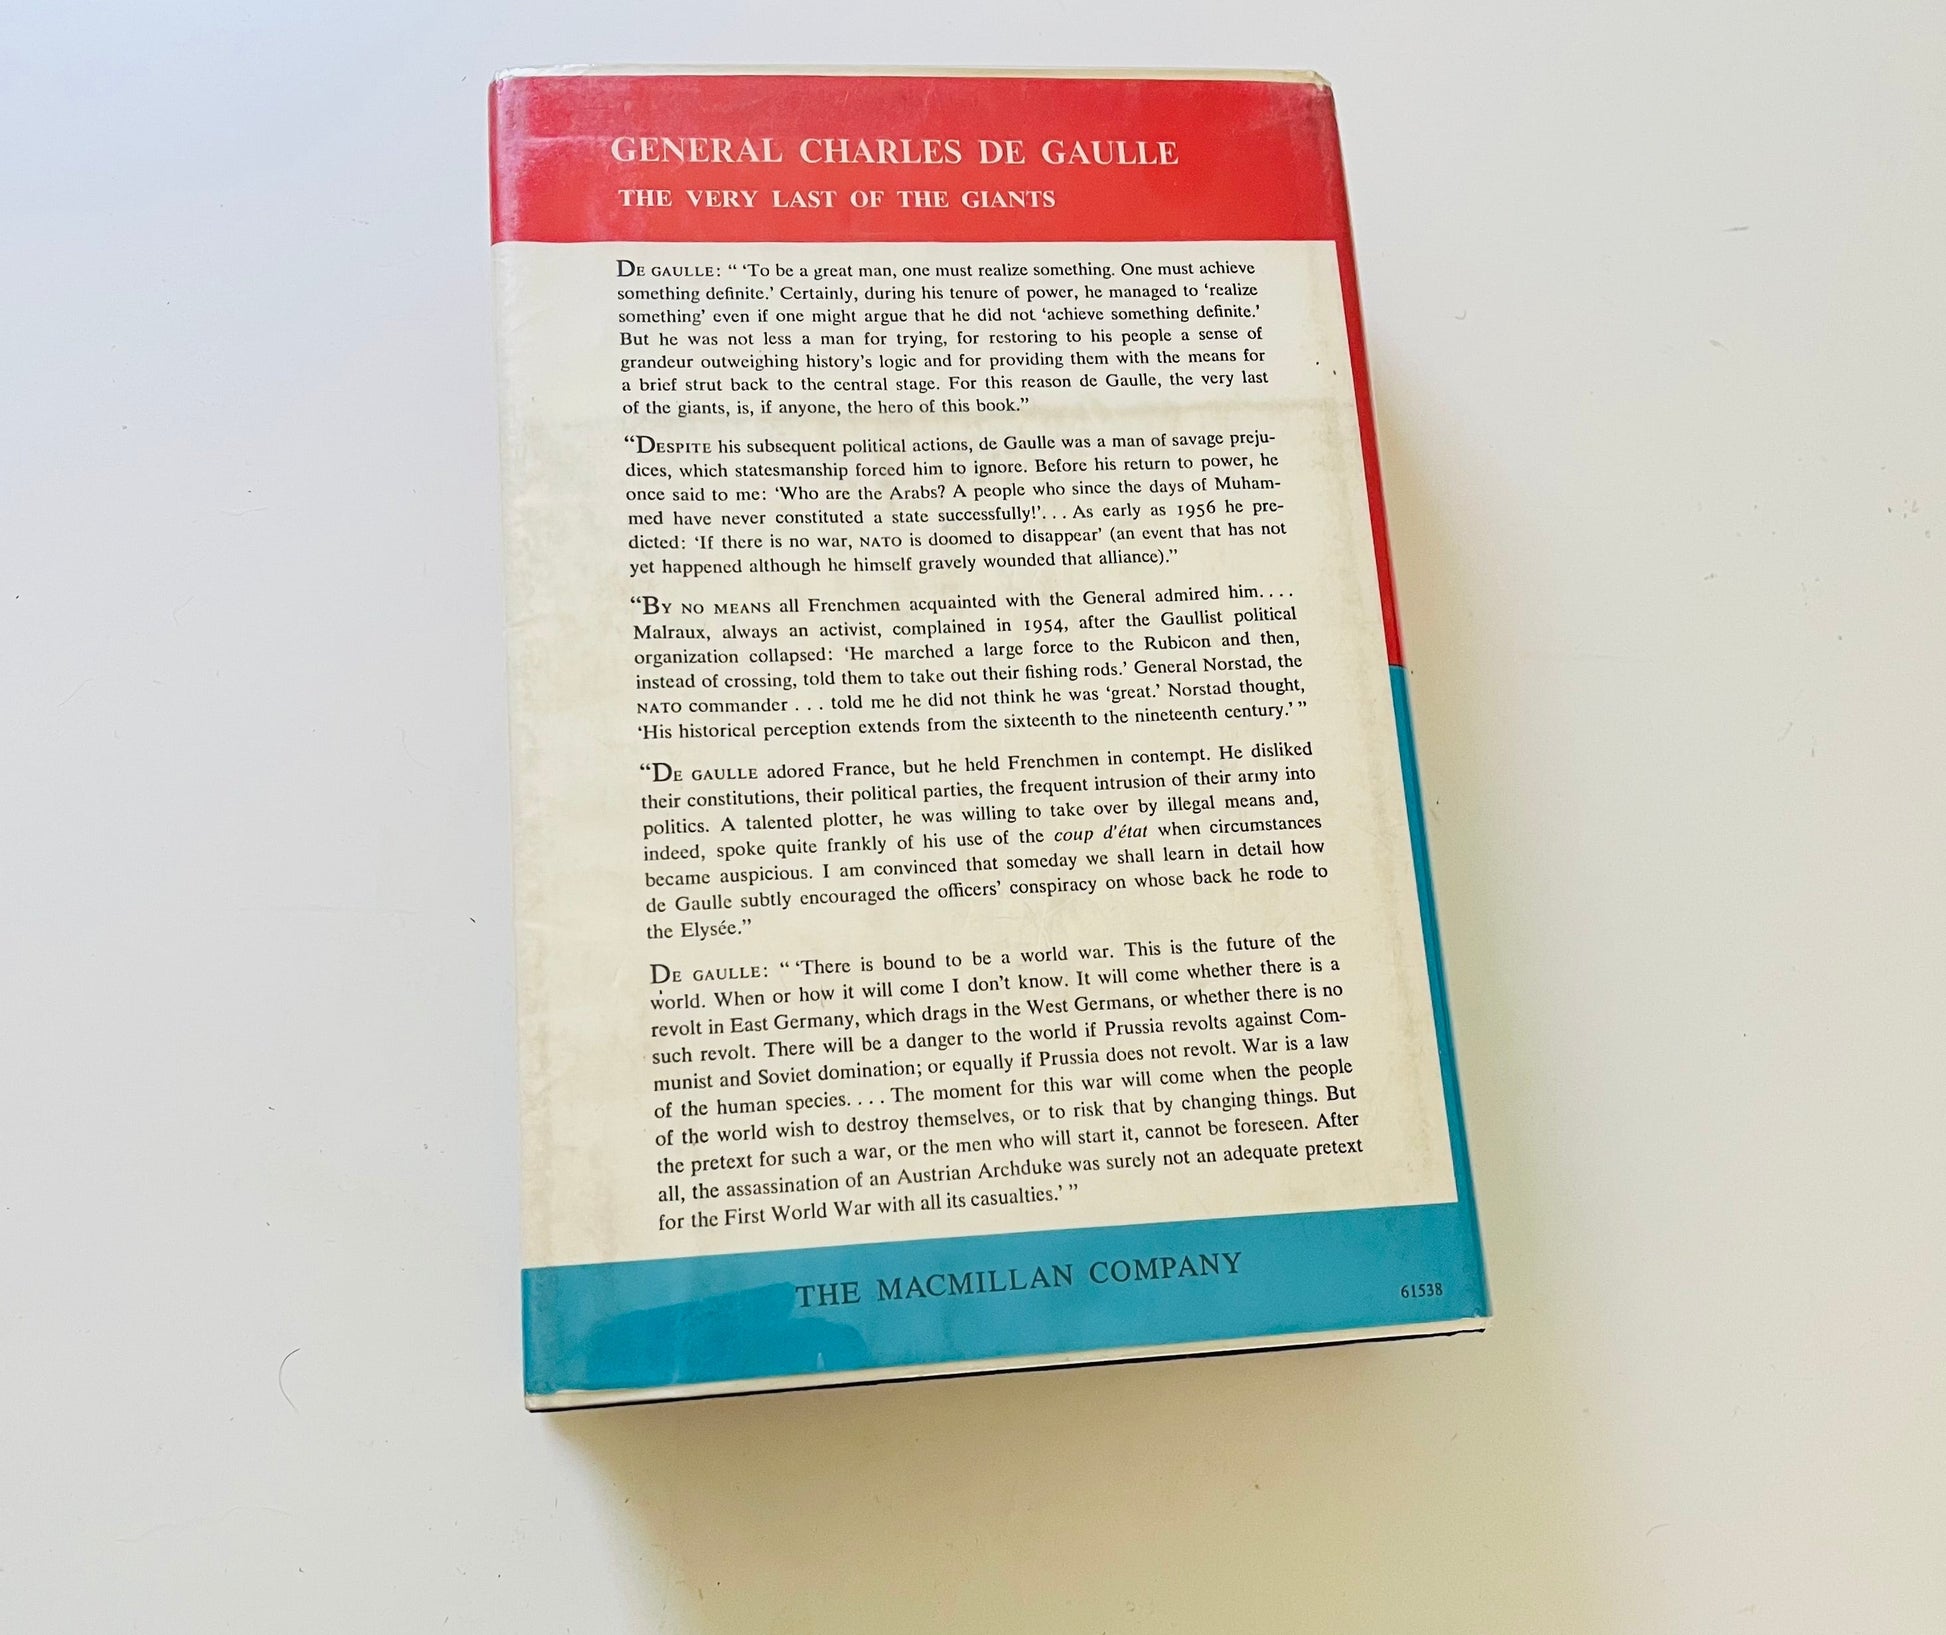 GENERAL CHARLES DE GAULLE
THE VERY LAST OF THE GIANTS
DE GAULLE: “ ‘To be a great man, one must realize something. One must achieve
something definite.’ Certainly, during his tenure of power, he managed to ‘realize
something’ even if one might argue that he did not ‘achieve something definite.’
But he was not less a man for trying, for restoring to his people a sense of
grandeur outweighing history’s logic and for providing them with the means for
a brief strut back to the central stage. For this reason de Gaulle, the very last
of the giants, is, if anyone, the hero of this book.”
“DESPITE his subsequent political actions, de Gaulle was a man of savage preju-
dices, which statesmanship forced him to ignore. Before his return to power, he
once said to me: ‘Who are the Arabs? A people who since the days of Muham-
med have never constituted a state successfully!’. . . As early as 1956 he pre-
dicted: ‘If there is no war, NATO is doomed to disappear’ (an event that has not
yet happened although he himself gravely wounded that alliance).”
“BY NO MEANS all Frenchmen acquainted with the General admired him. . . .
Malraux, always an activist, complained in 1954, after the Gaullist political
organization collapsed: ‘He marched a large force to the Rubicon and then,
instead of crossing, told them to take out their fishing rods.’ General Norstad, the
NATO commander . . . told me he did not think he was ‘great.’ Norstad thought,
‘His historical perception extends from the sixteenth to the nineteenth century.’ ”
“DE GAULLE adored France, but he held Frenchmen in contempt. He disliked
their constitutions, their political parties, the frequent intrusion of their army into
politics. A talented plotter, he was willing to take over by illegal means and,
indeed, spoke quite frankly of his use of the coup d'état when circumstances
became auspicious. I am convinced that someday we shall learn in detail how
de Gaulle subtly encouraged the officers’ conspiracy on whose back he rode to
the Elysée.”
DE GAULLE: “ ‘There is bound to be a world war. This is the future of the
world. When or how it will come I don’t know. It will come whether there is a
revolt in East Germany, which drags in the West Germans, or whether there is no
such revolt. There will be a danger to the world if Prussia revolts against Com-
munist and Soviet domination; or equally if Prussia does not revolt. War is a law
of the human species. . . . The moment for this war will come when the people
of the world wish to destroy themselves, or to risk that by changing things. But
the pretext for such a war, or the men who will start it, cannot be foreseen. After
all, the assassination of an Austrian Archduke was surely not an adequate pretext
for the First World War with all its casualties.’ ”
THE MACMILLAN COMPANY
61538